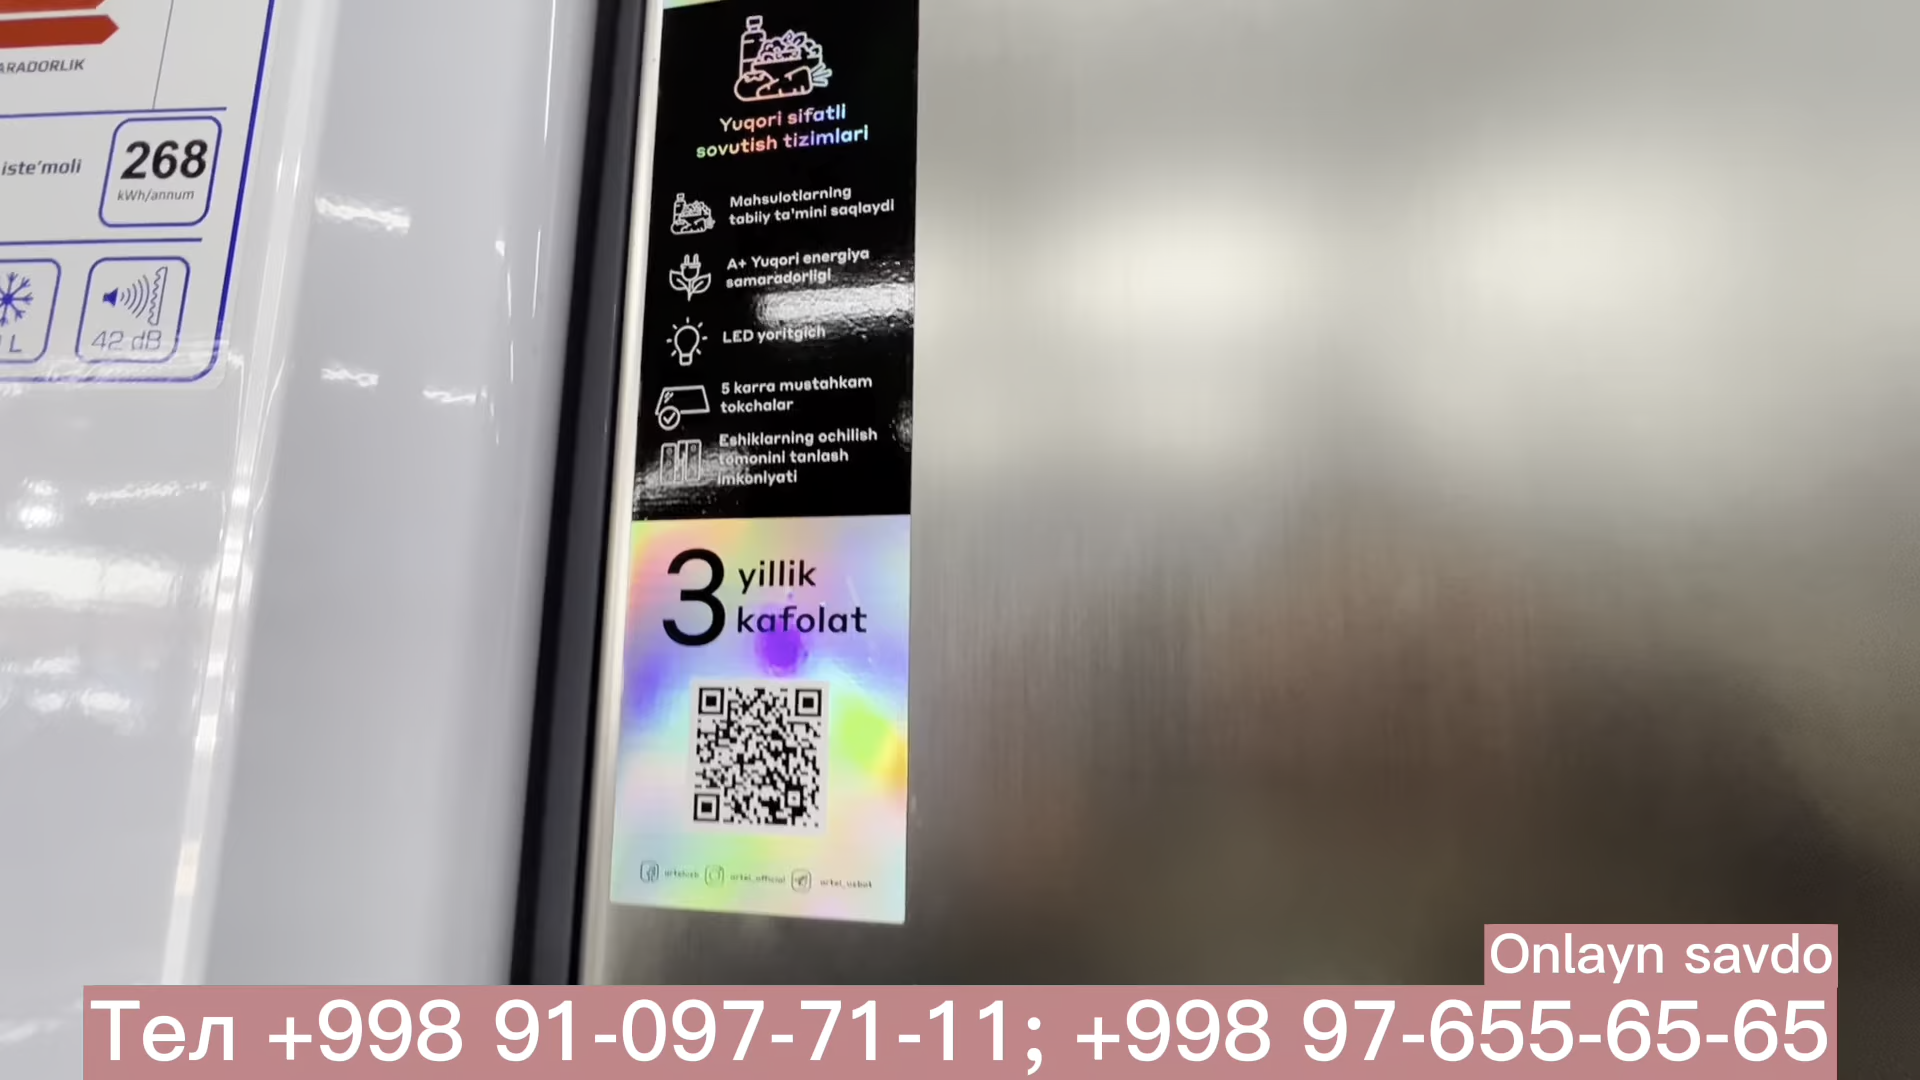 ARADORLIK
iste'moli
268
kWh/annum
L
42 dB
Yuqori sifatli
sovutish tizimlari
Mahsulotlarning
tabiiy ta'mini saqlaydi
A+ Yuqori energiya
samaradorligi
LED yoritgich
5 karra mustahkam
tokchalar
Eshiklarning ochilish
tomonini tanlash
imkoniyati
3 yillik
kafolat
artel_official
Onlayn savdo
Тел +998 91-097-71-11; +998 97-655-65-65